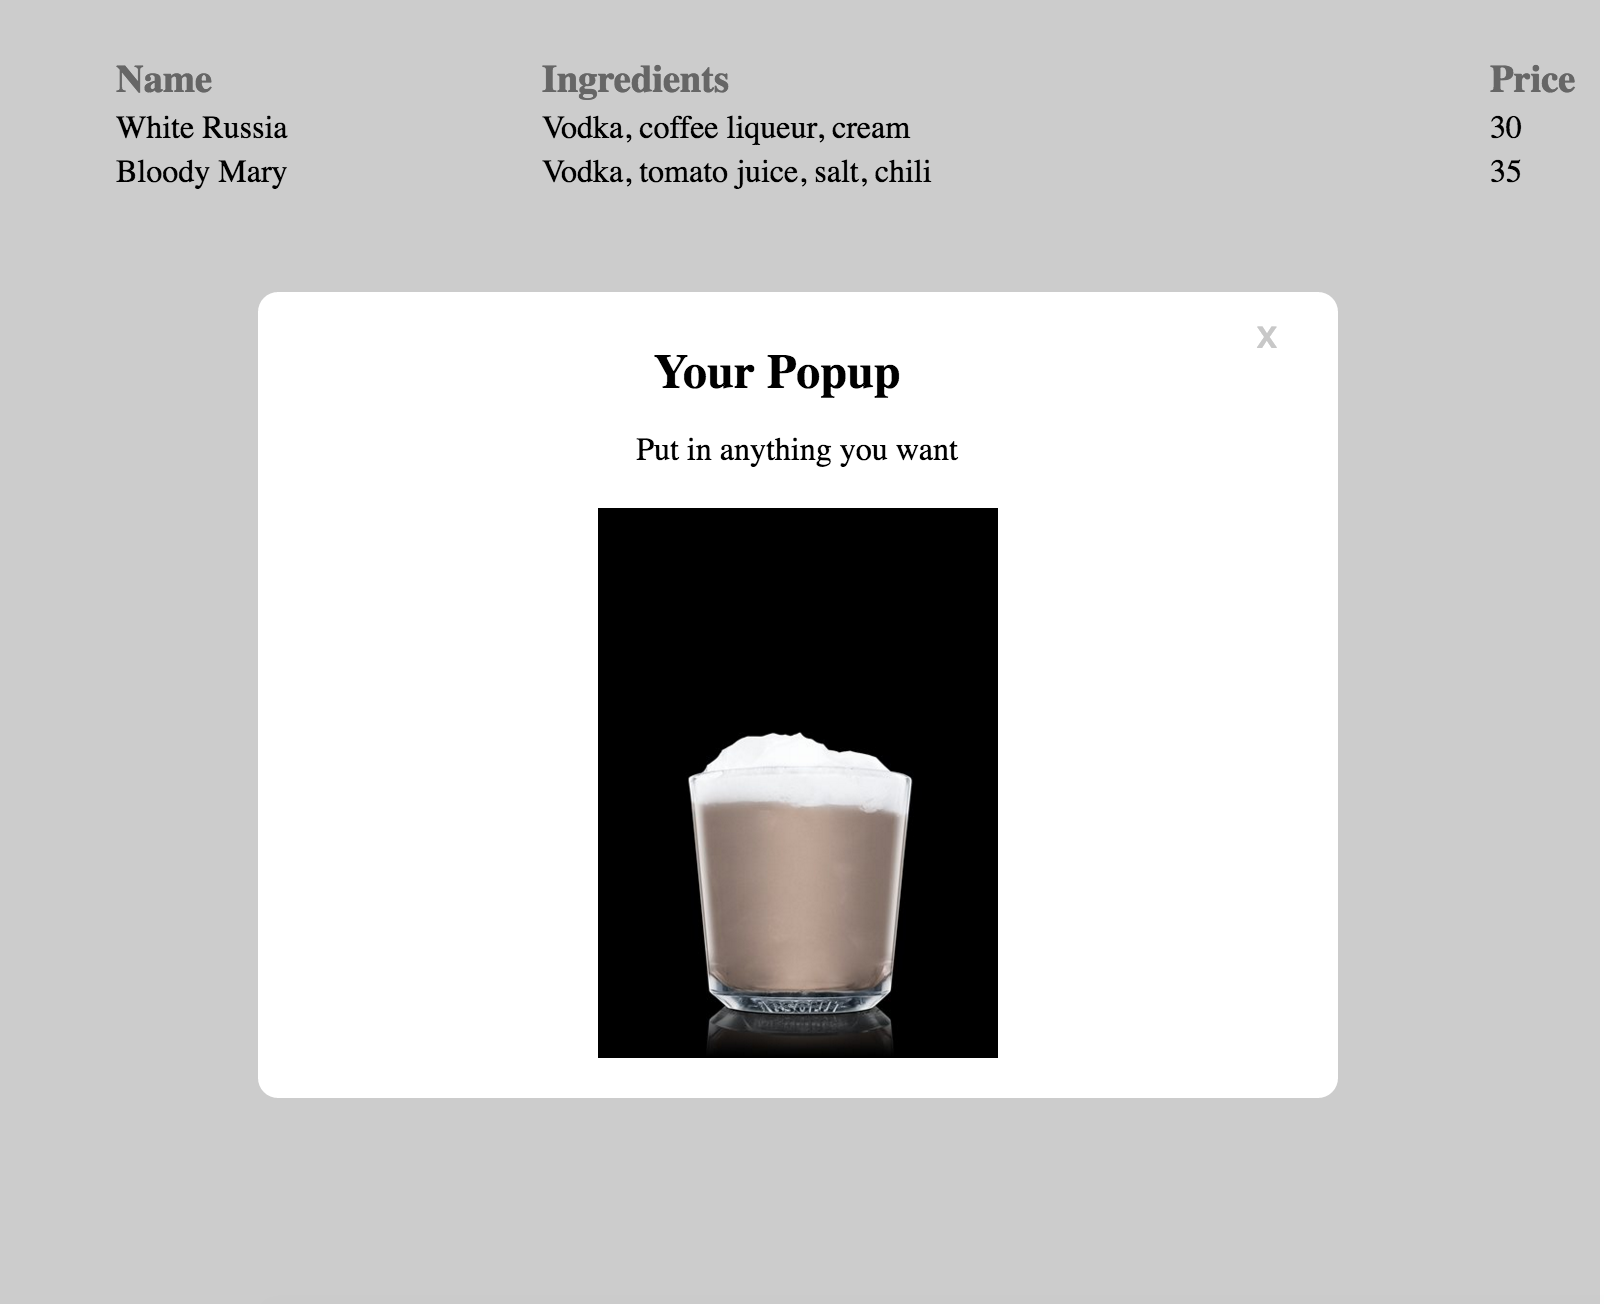 Name Ingredients Price
White Russia Vodka, coffee liqueur, cream 30
Bloody Mary Vodka, tomato juice, salt, chili 35
x
Your Popup
Put in anything you want